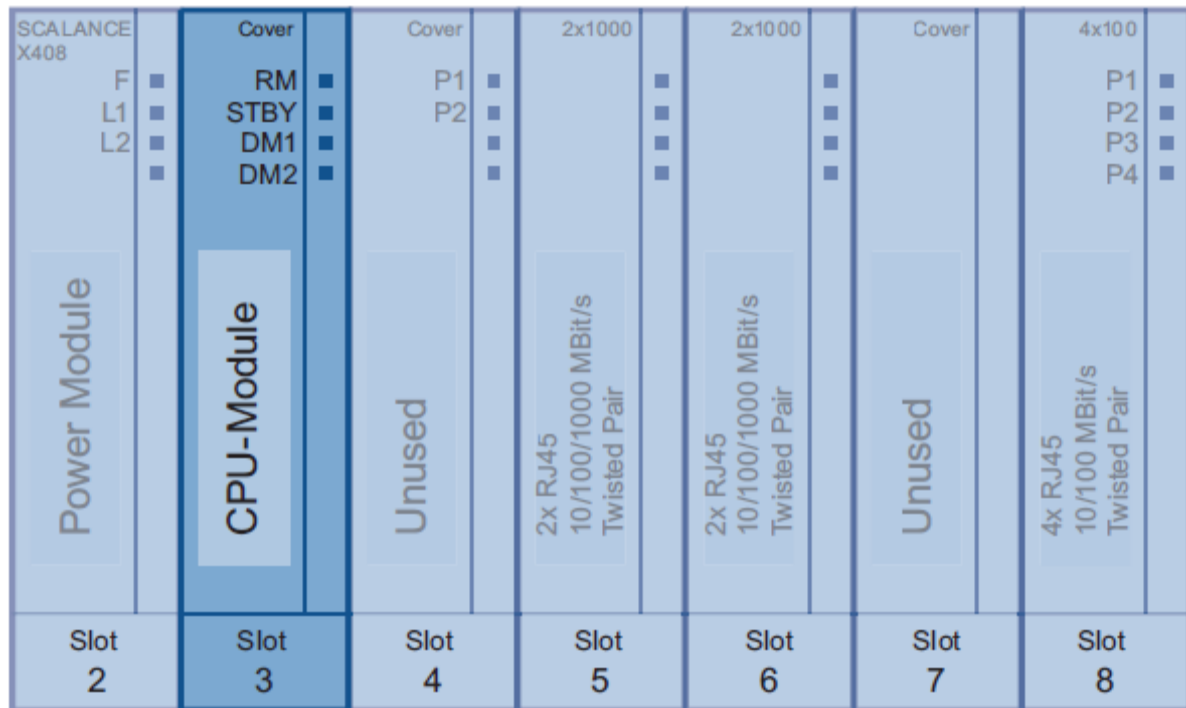 SCALANCE
X408
F
L1
L2
Power Module
Slot
2
Cover
RM
STBY
DM1
DM2
CPU-Module
Slot
3
Cover
P1
P2
Unused
Slot
4
2x1000
2x RJ45
10/100/1000 MBit/s
Twisted Pair
Slot
5
2x1000
2x RJ45
10/100/1000 MBit/s
Twisted Pair
Slot
6
Cover
Unused
Slot
7
4x100
P1
P2
P3
P4
4x RJ45
10/100 MBit/s
Twisted Pair
Slot
8